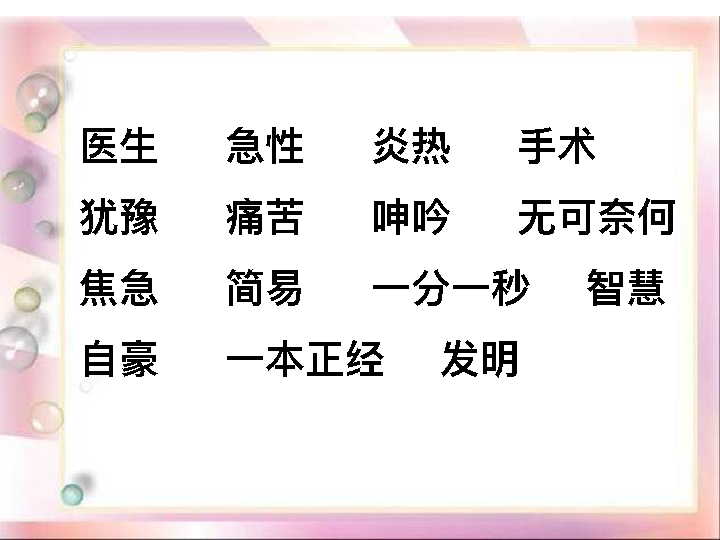 医生 急性 炎热 手术
犹豫 痛苦 呻吟 无可奈何
焦急 简易 一分一秒 智慧
自豪 一本正经 发明